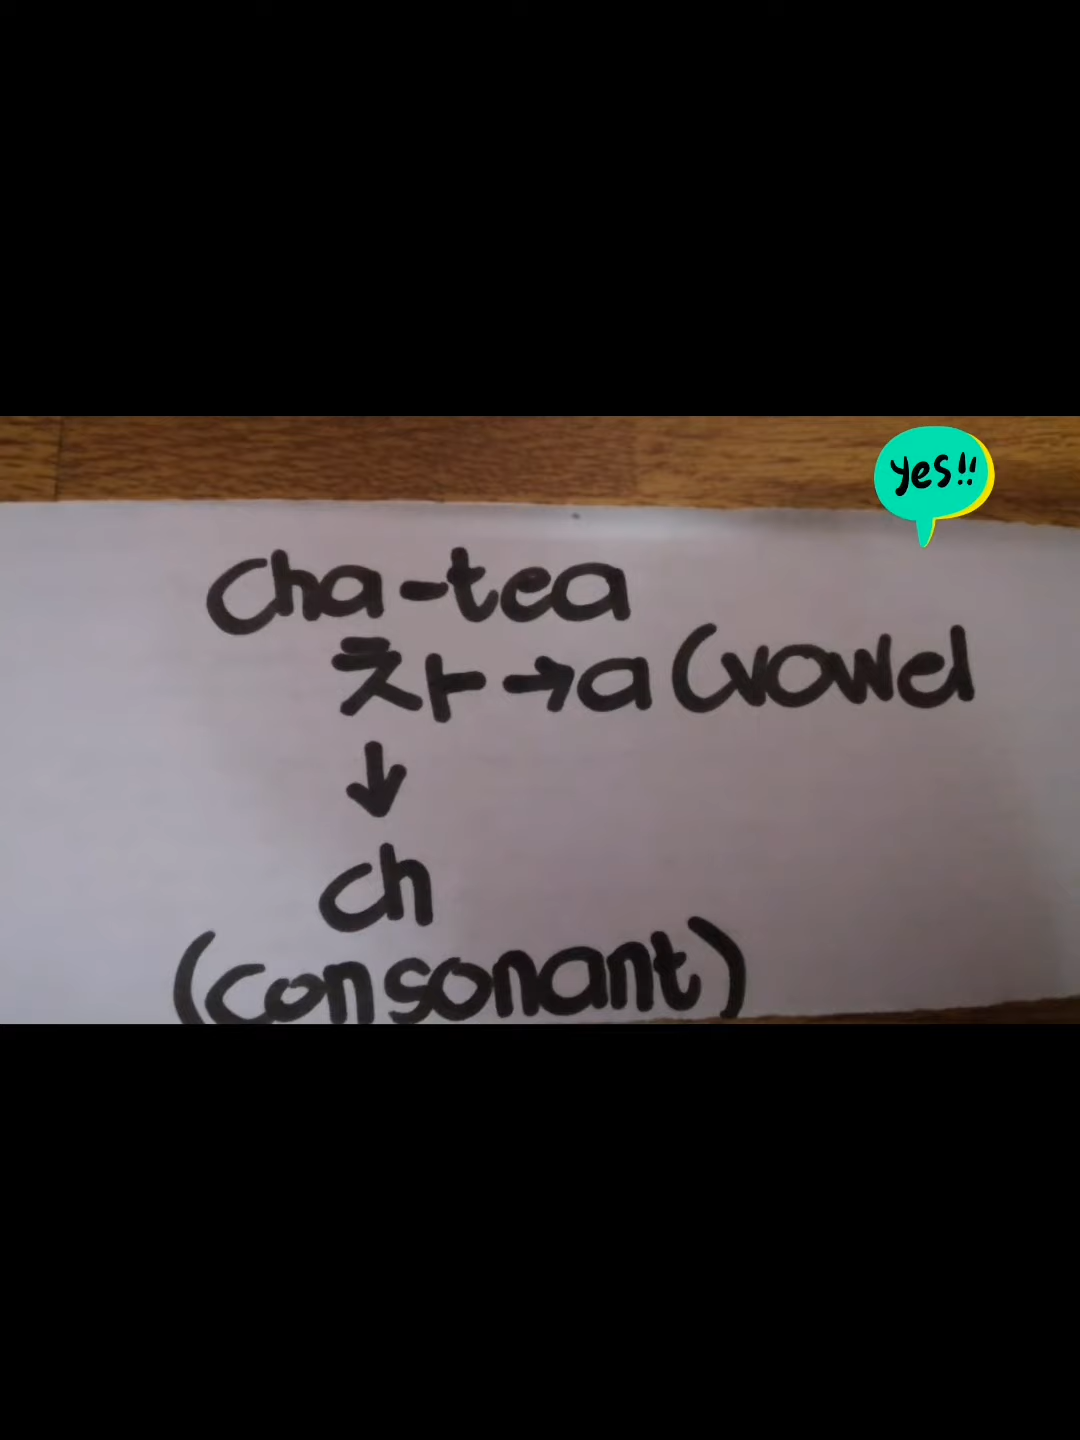 yes!!
Cha-tea
차→a (vowel
↓
ch
(consonant)